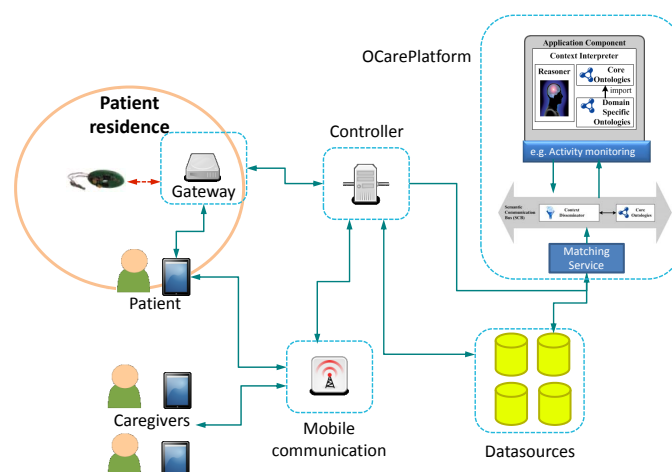 OCarePlatform
Application Component
Context Interpreter
Reasoner
Core
Ontologies
import
Domain
Specific
Ontologies
e.g. Activity monitoring
Semantic
Communication
Bus (SCB)
Context
Disseminator
Core
Ontologies
Matching
Service
Patient
residence
Gateway
Controller
Patient
Caregivers
Mobile
communication
Datasources